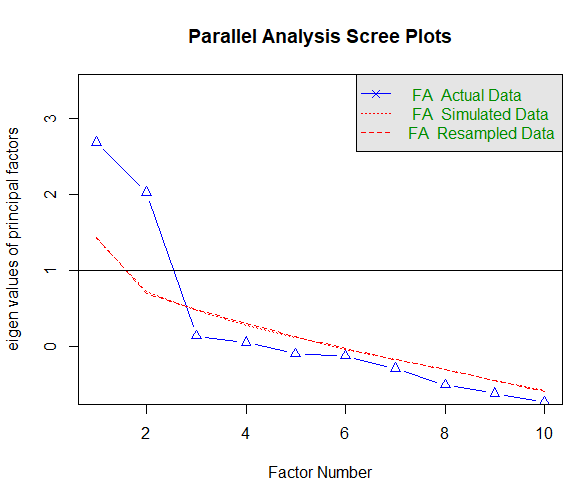 Parallel Analysis Scree Plots
FA Actual Data
FA Simulated Data
FA Resampled Data
eigen values of principal factors
3
2
1
0
2 4 6 8 10
Factor Number